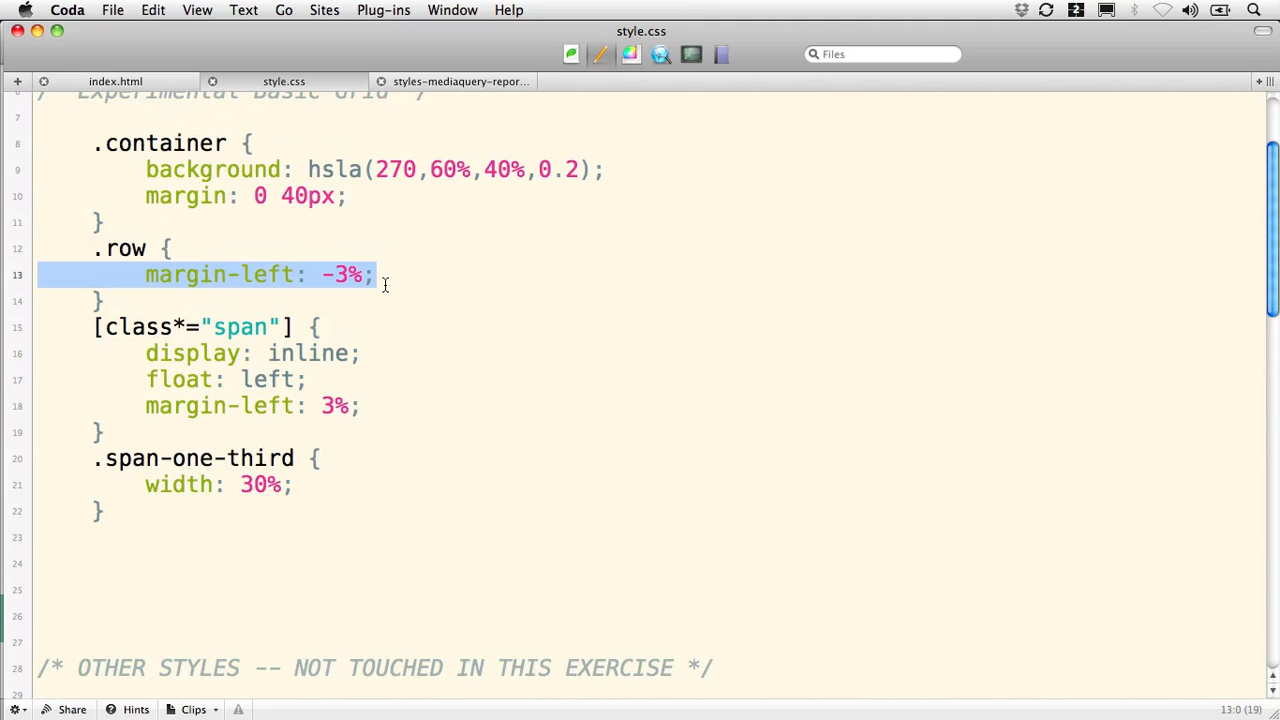 Coda File Edit View Text Go Sites Plug-ins Window Help
style.css
Files
index.html style.css styles-mediaquery-repor...
/* Experimental Basic Grid */
7
8 .container {
9 background: hsla(270,60%,40%,0.2);
10 margin: 0 40px;
11 }
12 .row {
13 margin-left: -3%;
14 }
15 [class*="span"] {
16 display: inline;
17 float: left;
18 margin-left: 3%;
19 }
20 .span-one-third {
21 width: 30%;
22 }
23
24
25
26
27
28 /* OTHER STYLES -- NOT TOUCHED IN THIS EXERCISE */
29
Share Hints Clips 13:0 (19)